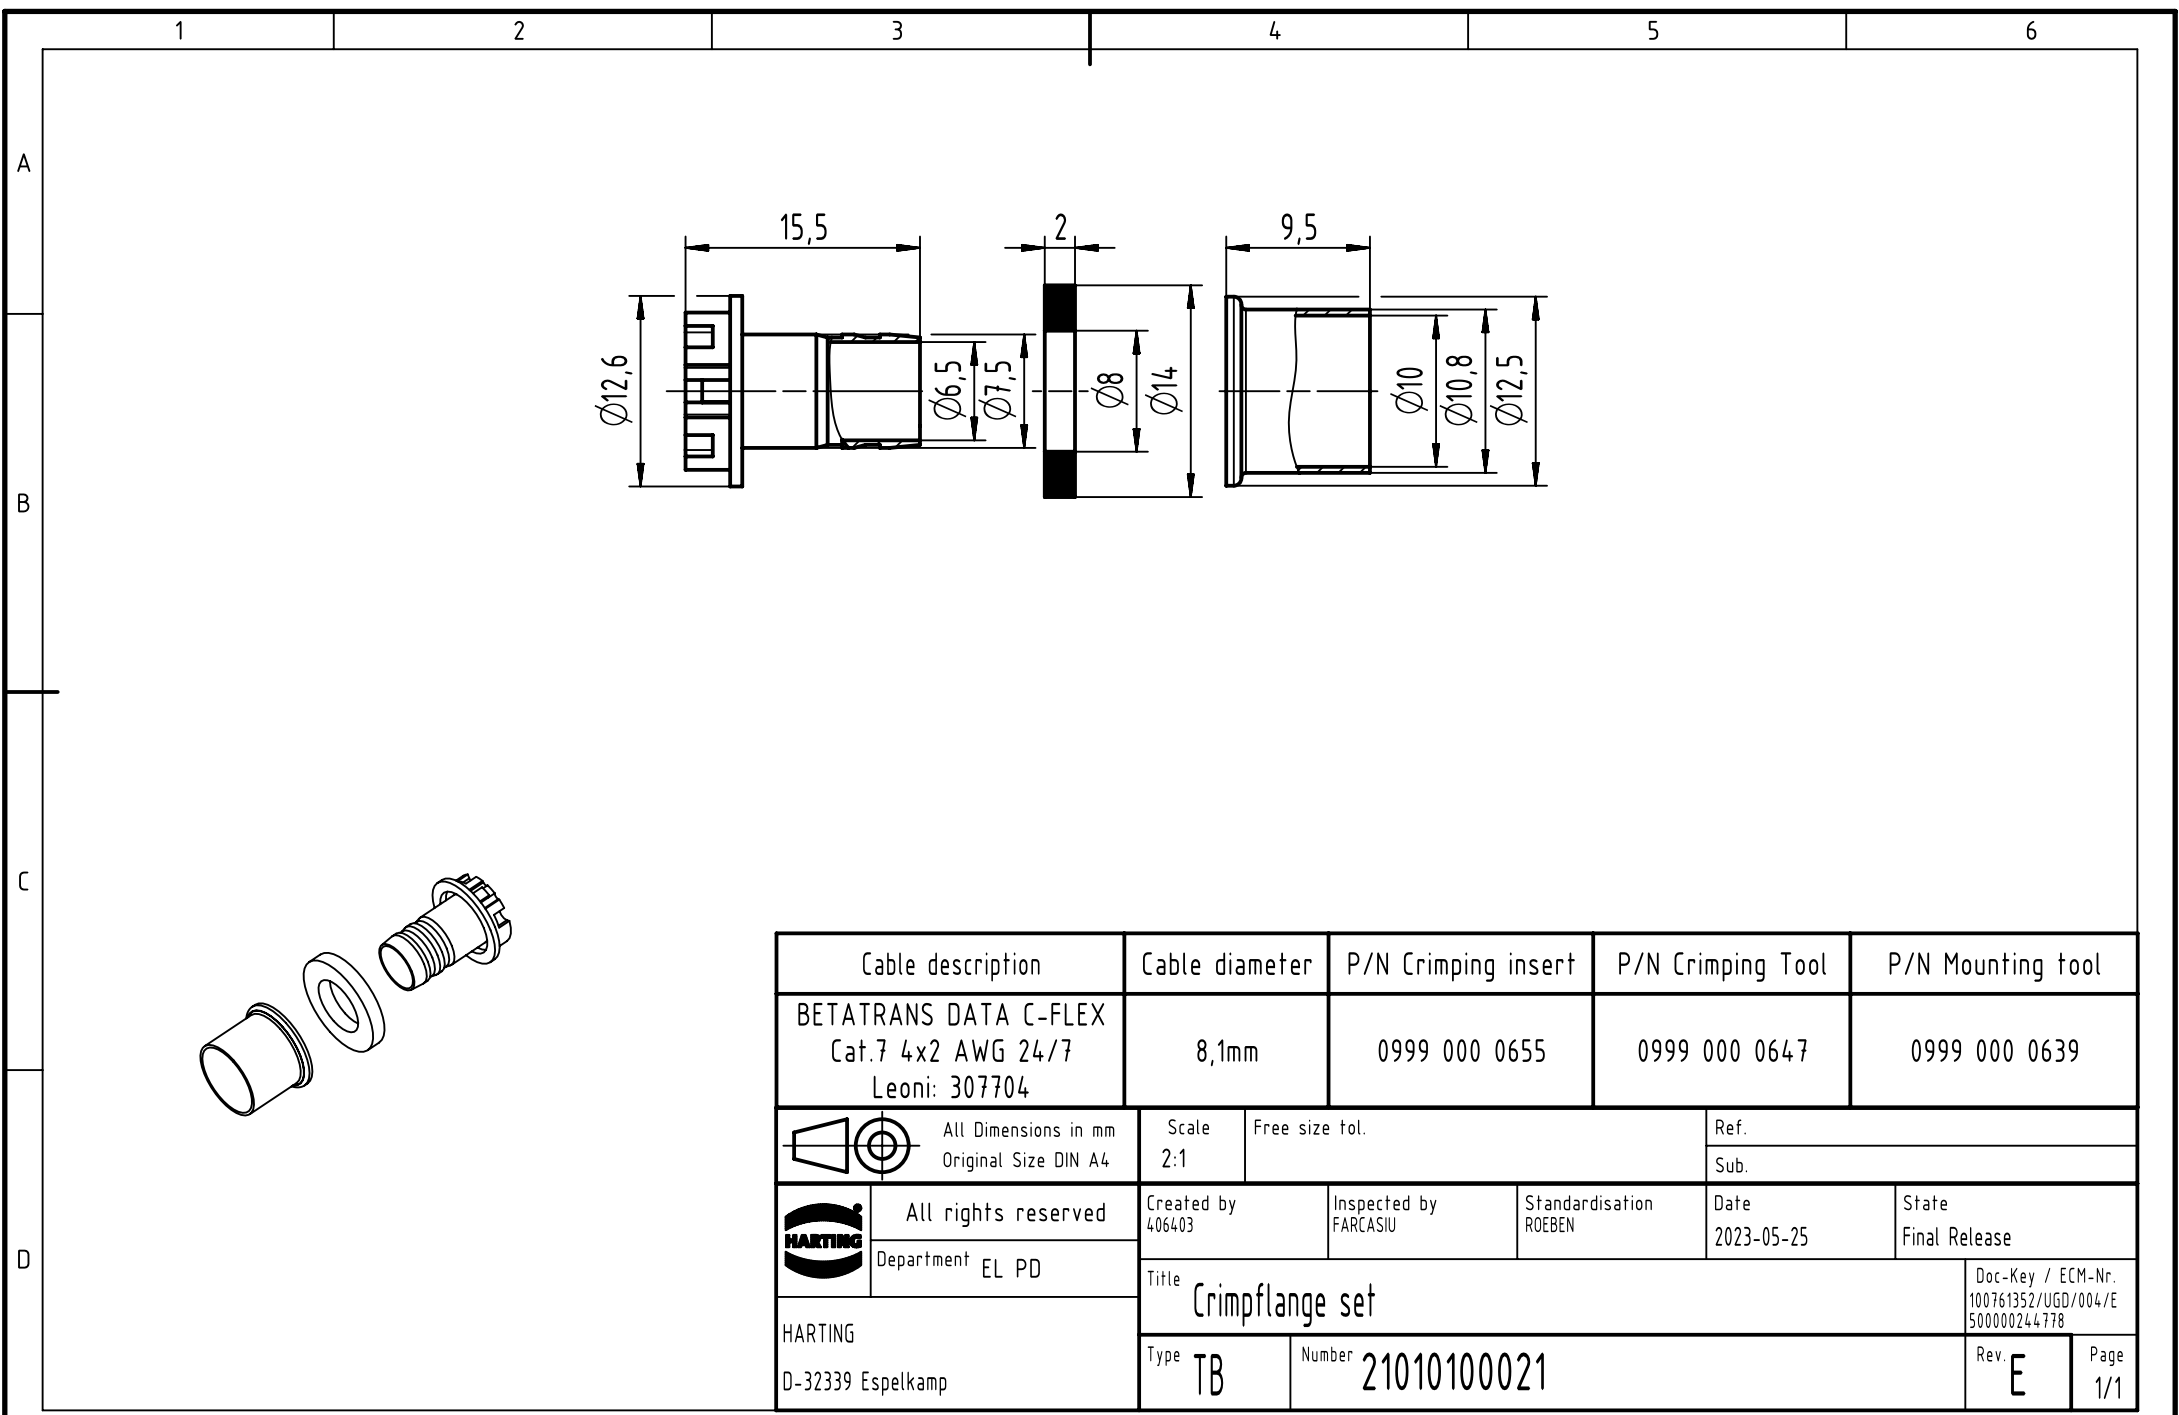 1 2 3 4 5 6
A
B
C
D
15,5 2 9,5
Ø12,6 Ø6,5 Ø7,5 Ø8 Ø14 Ø10 Ø10,8 Ø12,5
Cable description Cable diameter P/N Crimping insert P/N Crimping Tool P/N Mounting tool
BETATRANS DATA C-FLEX
Cat.7 4x2 AWG 24/7
Leoni: 307704
8,1mm 0999 000 0655 0999 000 0647 0999 000 0639
All Dimensions in mm
Original Size DIN A4
Scale
2:1
Free size tol.
Ref.
Sub.
HARTING
All rights reserved
Department EL PD
Created by
406403
Inspected by
FARCASIU
Standardisation
ROEBEN
Date
2023-05-25
State
Final Release
Title Crimpflange set
Doc-Key / ECM-Nr.
100761352/UGD/004/E
500000244778
HARTING
D-32339 Espelkamp
Type TB
Number 21010100021
Rev. E
Page
1/1